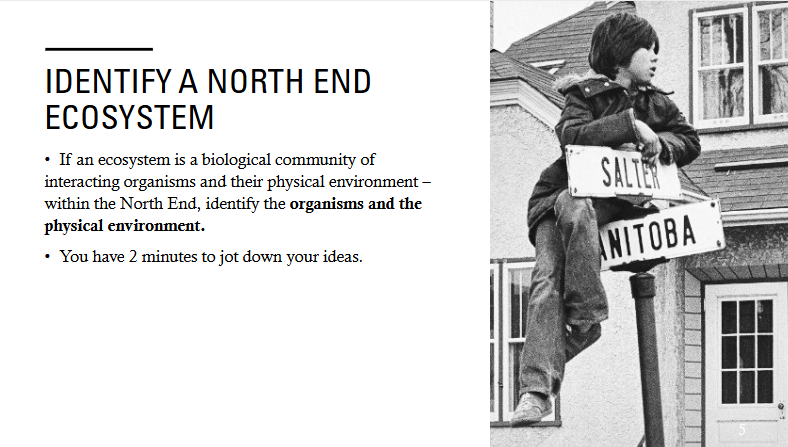 IDENTIFY A NORTH END
ECOSYSTEM
• If an ecosystem is a biological community of
interacting organisms and their physical environment –
within the North End, identify the organisms and the
physical environment.
• You have 2 minutes to jot down your ideas.
SALTER
ANITOBA
5